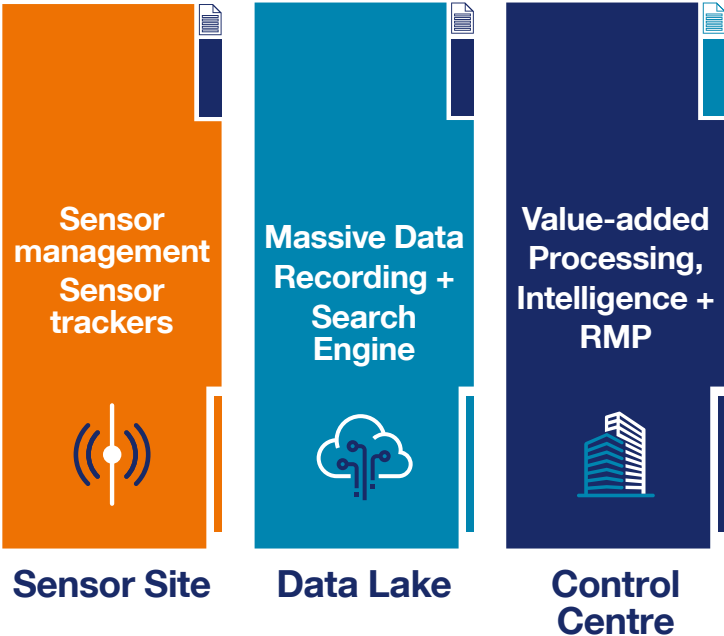 Sensor
management
Sensor
trackers
Massive Data
Recording +
Search
Engine
Value-added
Processing,
Intelligence +
RMP
Sensor Site
Data Lake
Control
Centre